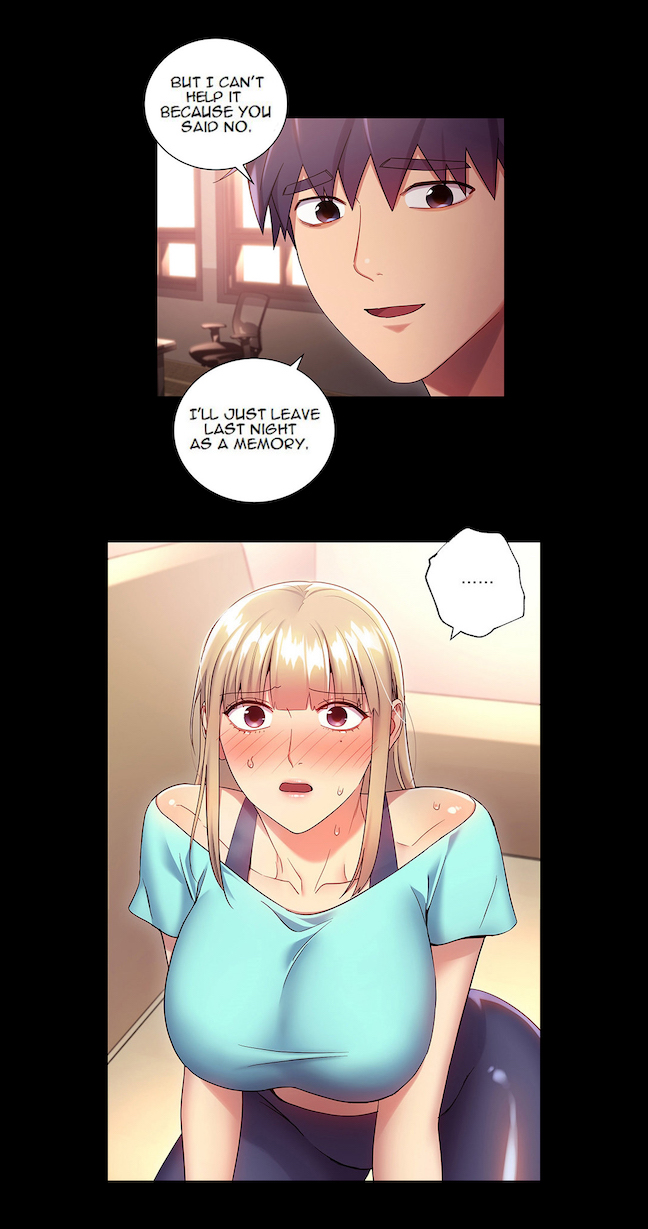 BUT I CAN'T
HELP IT
BECAUSE YOU
SAID NO.
I'LL JUST LEAVE
LAST NIGHT
AS A MEMORY.
......